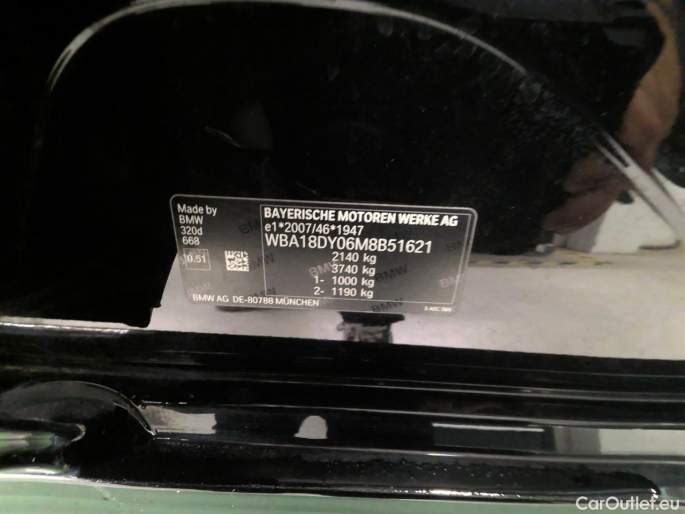 Made by
BMW
320d
668
0.51
BAYERISCHE MOTOREN WERKE AG
e1*2007/46*1947
WBA18DY06M8B51621
2140 kg
3740 kg
1- 1000 kg
2- 1190 kg
BMW AG DE-80788 MÜNCHEN
CarOutlet.eu